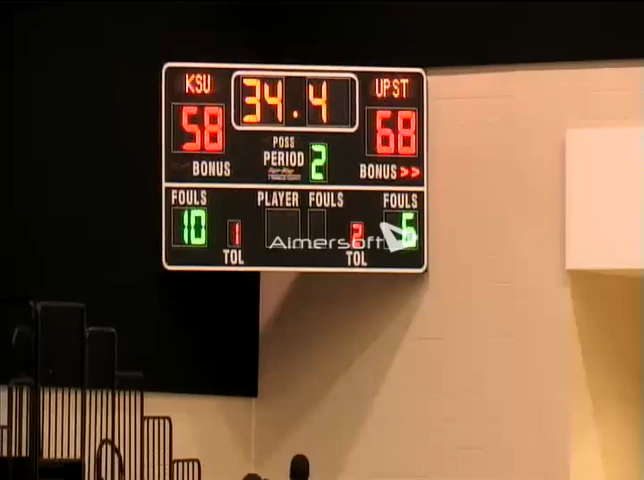 KSU 34.4 UPST
58 68
POSS
BONUS PERIOD 2 BONUS >>
FOULS PLAYER FOULS FOULS
10 1 2 6
Aimersoft
TOL TOL